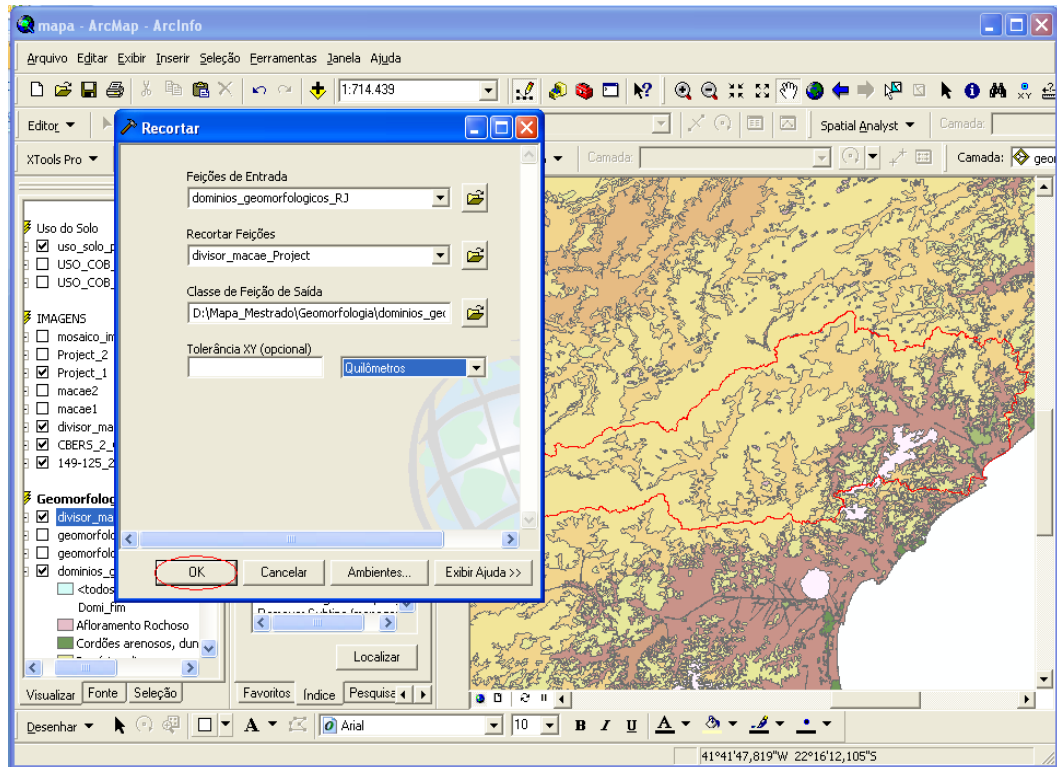 mapa - ArcMap - ArcInfo
Arquivo Editar Exibir Inserir Seleção Ferramentas Janela Ajuda
1:714.439
Editor
Spatial Analyst
Camada:
XTools Pro
Camada:
Camada:
geor
Recortar
Feições de Entrada
dominios_geomorfologicos_RJ
Recortar Feições
divisor_macae_Project
Classe de Feição de Saída
D:\Mapa_Mestrado\Geomorfologia\dominios_geo
Tolerância XY (opcional)
Quilômetros
OK
Cancelar
Ambientes...
Exibir Ajuda >>
Uso do Solo
uso_solo_p
USO_COB_
USO_COB_
IMAGENS
mosaico_im
Project_2
Project_1
macae2
macae1
divisor_ma
CBERS_2_
149-125_2
Geomorfolog
divisor_ma
geomorfolo
geomorfolo
dominios_g
<todos
Domi_fim
Afloramento Rochoso
Cordões arenosos, dun
Localizar
Visualizar Fonte Seleção
Favoritos Índice Pesquisa
Desenhar
A
Arial
10
B I U A
41°41'47,819"W 22°16'12,105"S